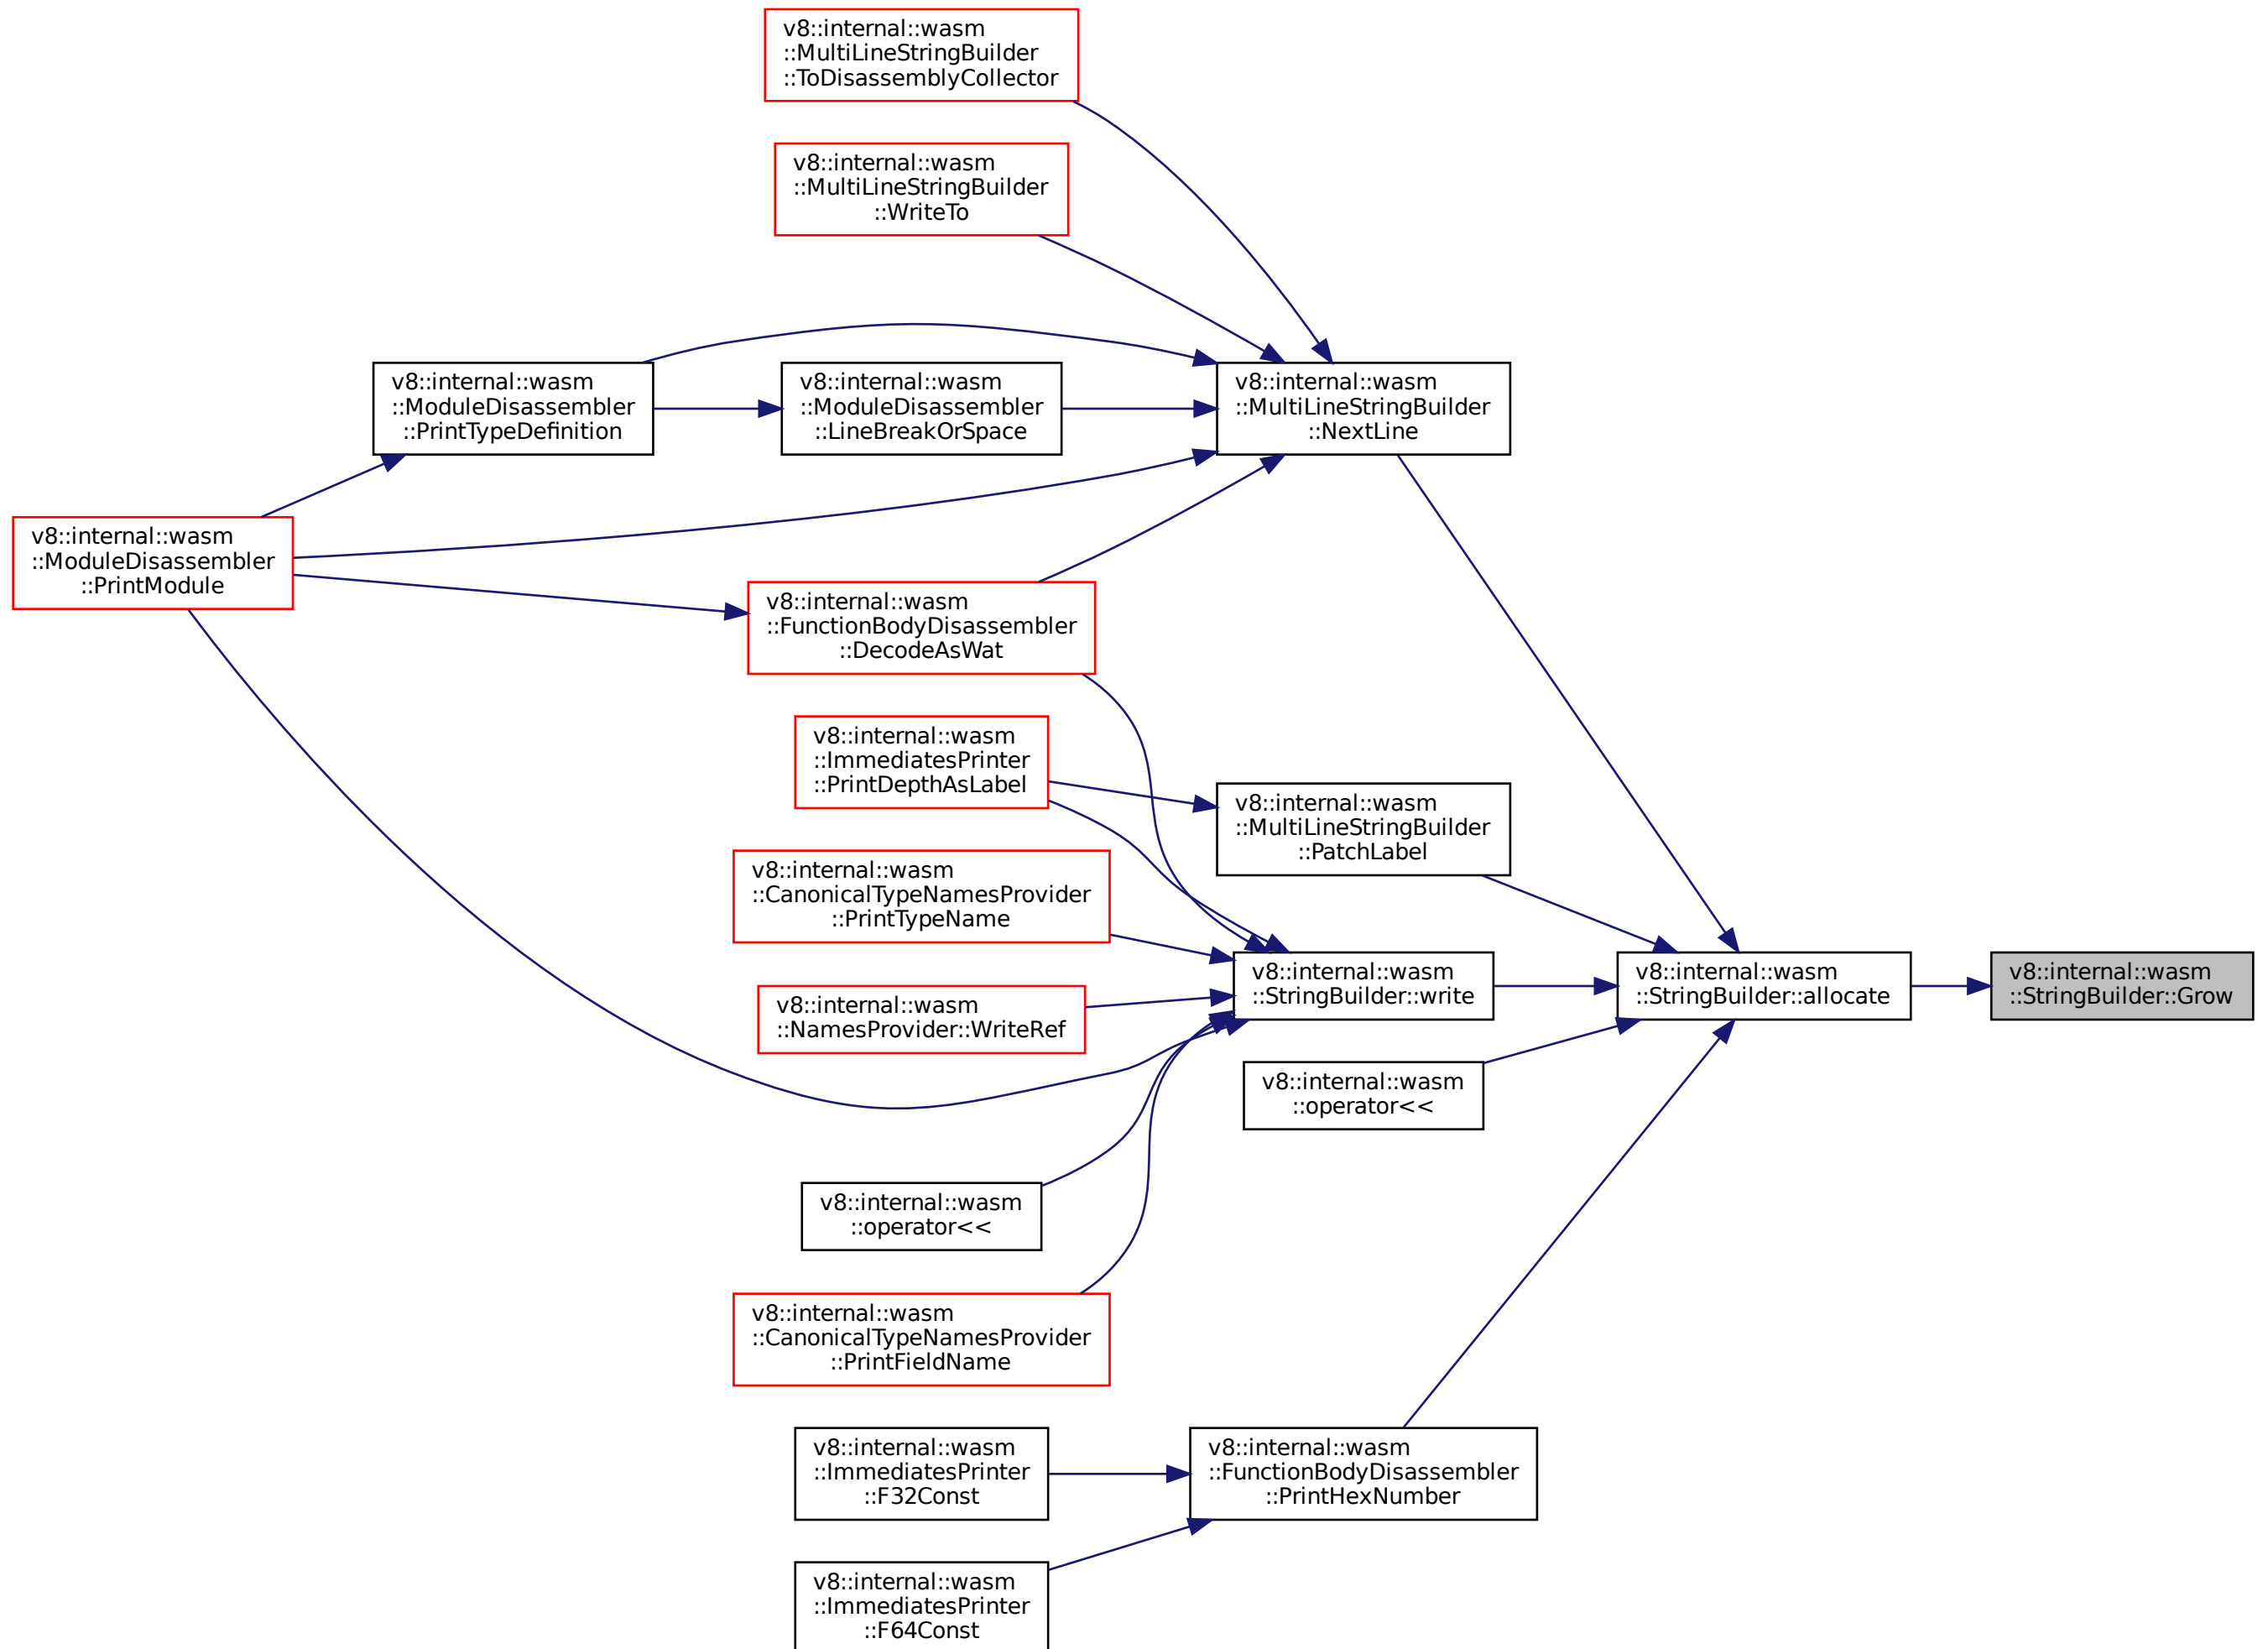 v8::internal::wasm
::MultiLineStringBuilder
::ToDisassemblyCollector
v8::internal::wasm
::MultiLineStringBuilder
::WriteTo
v8::internal::wasm
::ModuleDisassembler
::PrintTypeDefinition
v8::internal::wasm
::ModuleDisassembler
::LineBreakOrSpace
v8::internal::wasm
::MultiLineStringBuilder
::NextLine
v8::internal::wasm
::ModuleDisassembler
::PrintModule
v8::internal::wasm
::FunctionBodyDisassembler
::DecodeAsWat
v8::internal::wasm
::ImmediatesPrinter
::PrintDepthAsLabel
v8::internal::wasm
::MultiLineStringBuilder
::PatchLabel
v8::internal::wasm
::CanonicalTypeNamesProvider
::PrintTypeName
v8::internal::wasm
::StringBuilder::write
v8::internal::wasm
::StringBuilder::allocate
v8::internal::wasm
::StringBuilder::Grow
v8::internal::wasm
::NamesProvider::WriteRef
v8::internal::wasm
::operator<<
v8::internal::wasm
::operator<<
v8::internal::wasm
::CanonicalTypeNamesProvider
::PrintFieldName
v8::internal::wasm
::ImmediatesPrinter
::F32Const
v8::internal::wasm
::FunctionBodyDisassembler
::PrintHexNumber
v8::internal::wasm
::ImmediatesPrinter
::F64Const